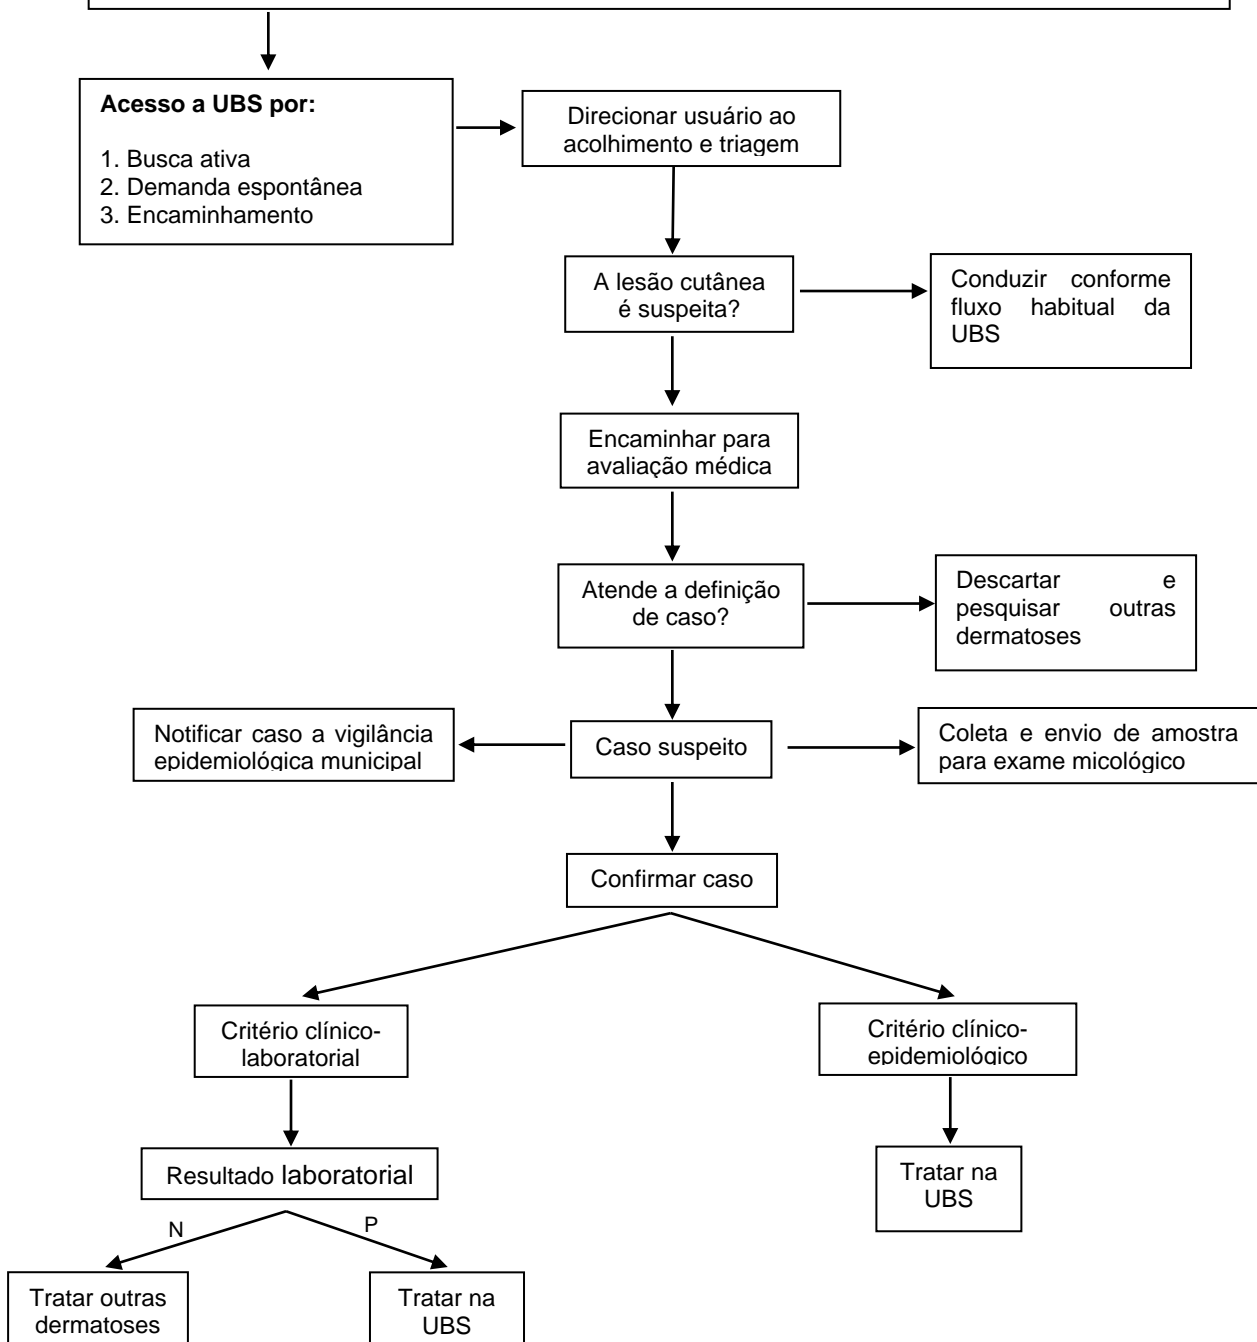 Acesso a UBS por:
1. Busca ativa
2. Demanda espontânea
3. Encaminhamento
Direcionar usuário ao
acolhimento e triagem
A lesão cutânea
é suspeita?
Conduzir conforme
fluxo habitual da
UBS
Encaminhar para
avaliação médica
Atende a definição
de caso?
Descartar e
pesquisar outras
dermatoses
Notificar caso a vigilância
epidemiológica municipal
Caso suspeito
Coleta e envio de amostra
para exame micológico
Confirmar caso
Critério clínico-
laboratorial
Critério clínico-
epidemiológico
Resultado laboratorial
Tratar na
UBS
N
P
Tratar outras
dermatoses
Tratar na
UBS